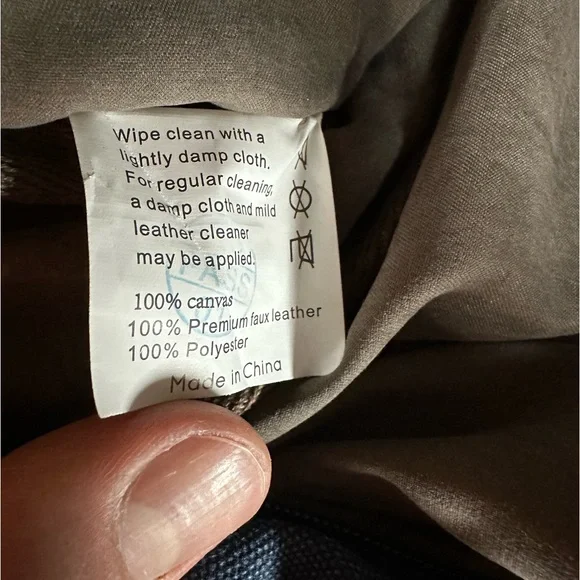 Wipe clean with a
lightly damp cloth.
For regular cleaning,
a damp cloth and mild
leather cleaner
may be applied.
PASS
100% canvas
100% Premium faux leather
100% Polyester
Made in China